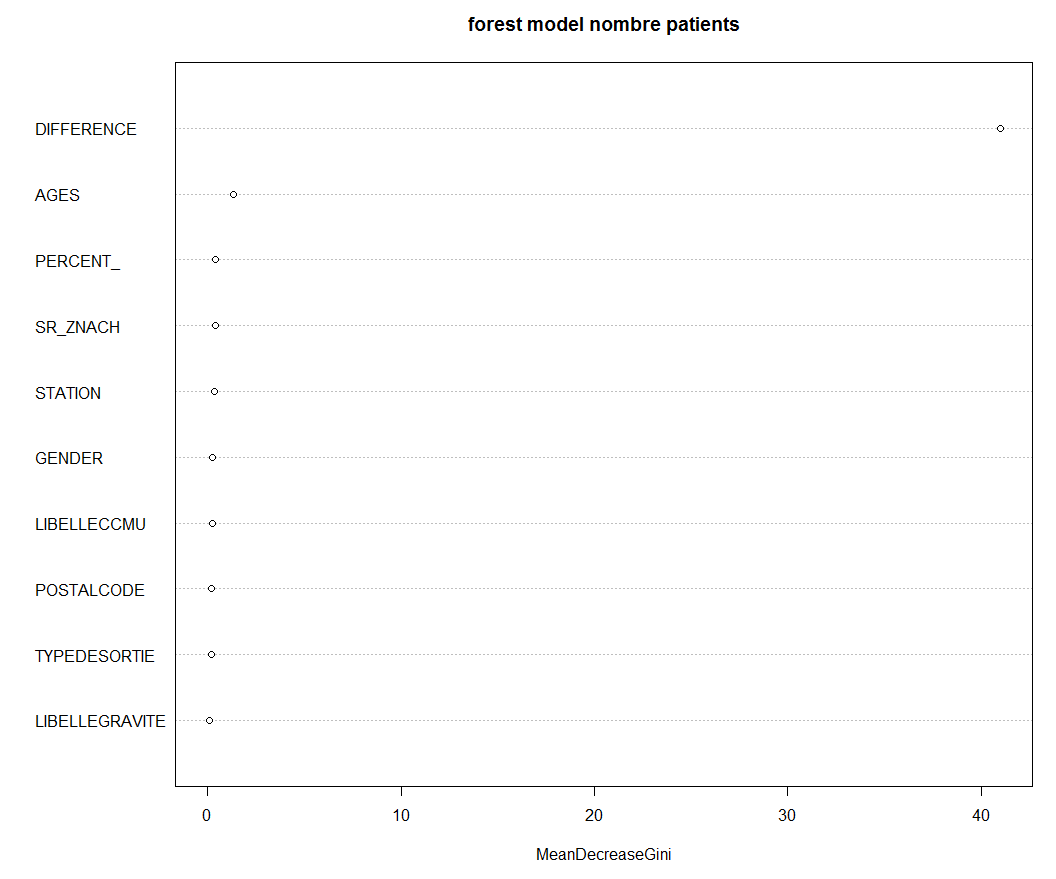 forest model nombre patients
DIFFERENCE
AGES
PERCENT_
SR_ZNACH
STATION
GENDER
LIBELLECCMU
POSTALCODE
TYPEDESORTIE
LIBELLEGRAVITE
0 10 20 30 40
MeanDecreaseGini